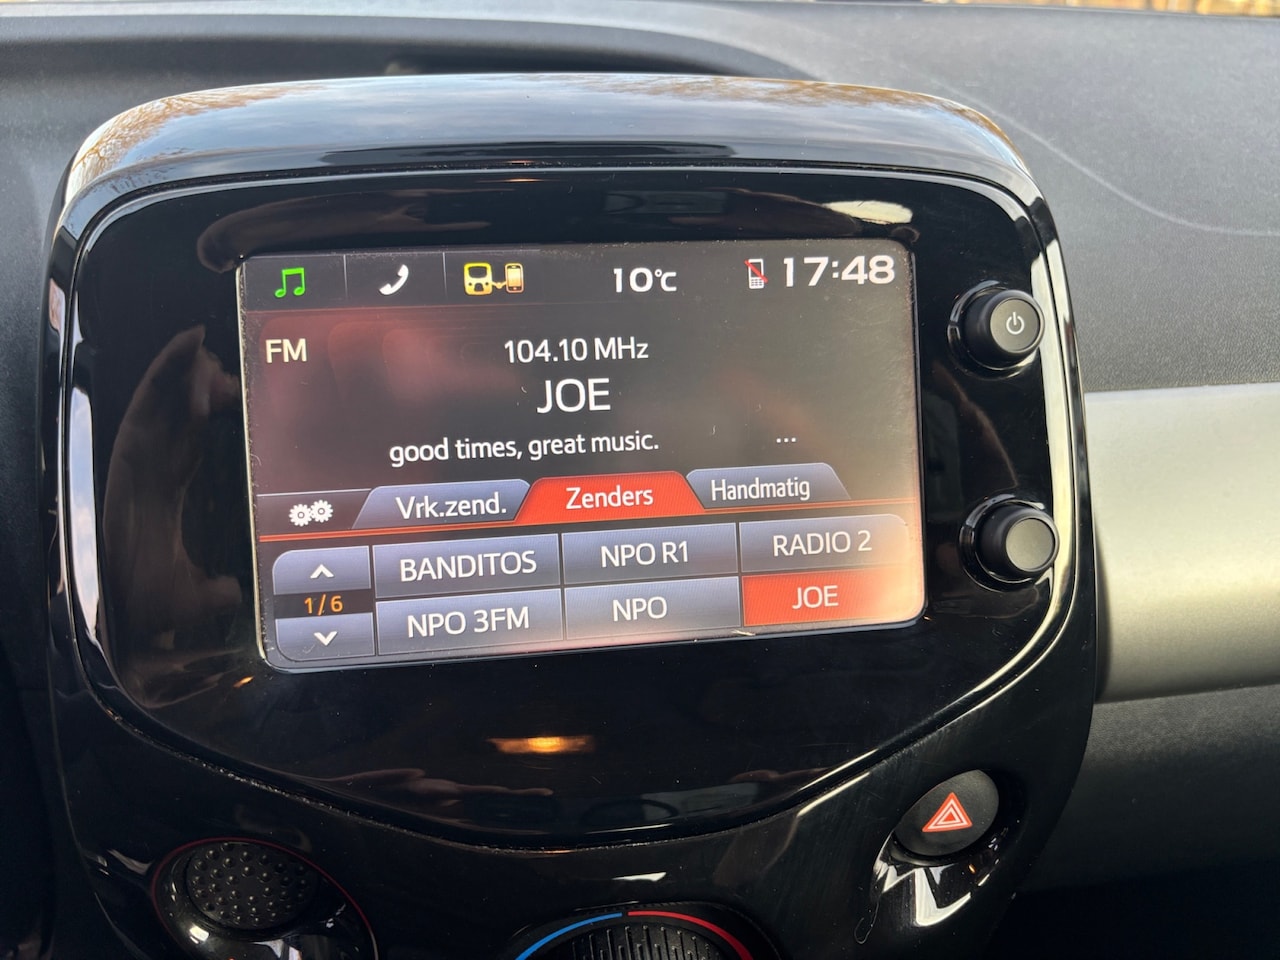 10°C 17:48
FM 104.10 MHz
JOE
good times, great music. ...
Vrk.zend. Zenders Handmatig
BANDITOS NPO R1 RADIO 2
1/6
NPO 3FM NPO JOE